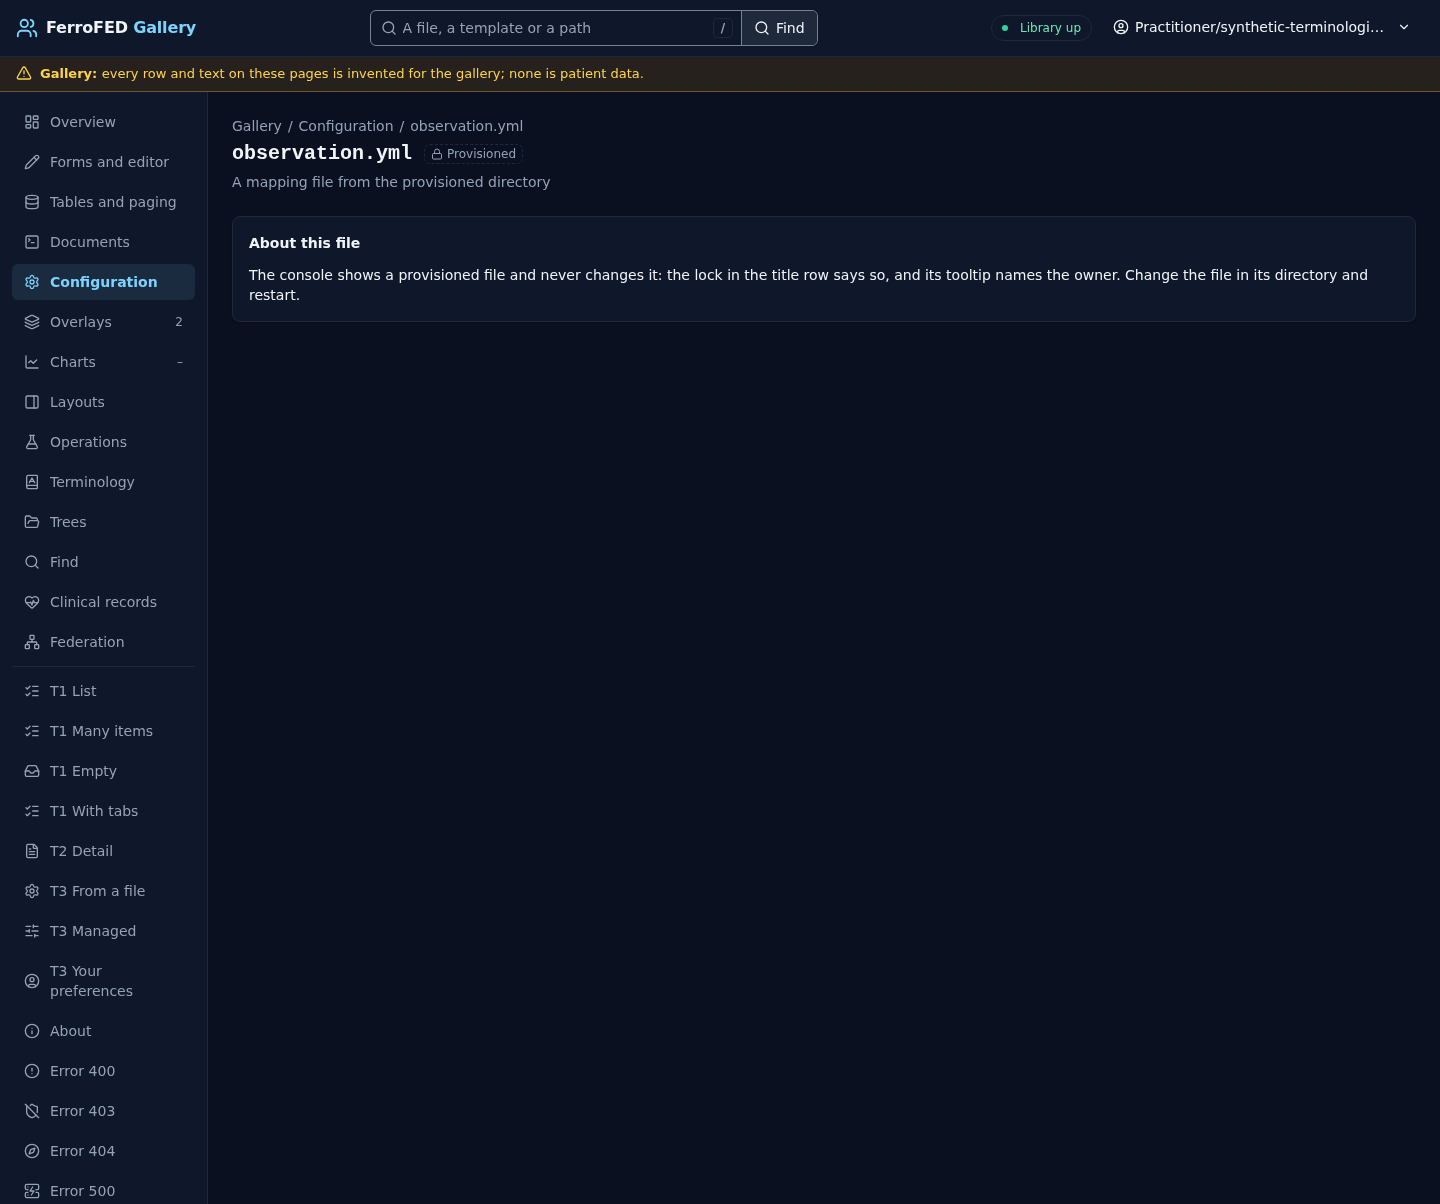 FerroFED Gallery
A file, a template or a path
/
Find
Library up
Practitioner/synthetic-terminologi...
Gallery: every row and text on these pages is invented for the gallery; none is patient data.
Overview
Forms and editor
Tables and paging
Documents
Configuration
Overlays 2
Charts –
Layouts
Operations
Terminology
Trees
Find
Clinical records
Federation
T1 List
T1 Many items
T1 Empty
T1 With tabs
T2 Detail
T3 From a file
T3 Managed
T3 Your
preferences
About
Error 400
Error 403
Error 404
Error 500
Gallery / Configuration / observation.yml
observation.yml Provisioned
A mapping file from the provisioned directory
About this file
The console shows a provisioned file and never changes it: the lock in the title row says so, and its tooltip names the owner. Change the file in its directory and
restart.